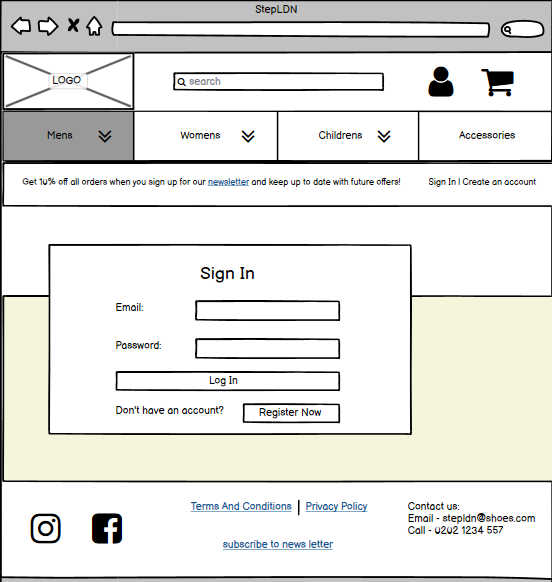 StepLDN
LOGO
search
Mens
Womens
Childrens
Accessories
Get 10% off all orders when you sign up for our newsletter and keep up to date with future offers!
Sign In | Create an account
Sign In
Email:
Password:
Log In
Don't have an account?
Register Now
Terms And Conditions | Privacy Policy
subscribe to news letter
Contact us:
Email - stepldn@shoes.com
Call - 0202 1234 557